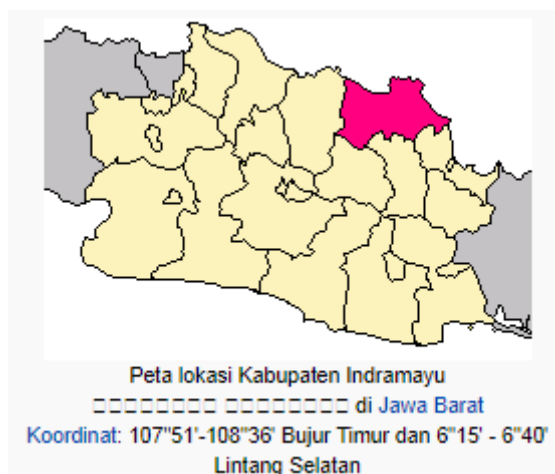 Peta lokasi Kabupaten Indramayu
di Jawa Barat
Koordinat: 107"51'-108"36' Bujur Timur dan 6"15' - 6"40'
Lintang Selatan